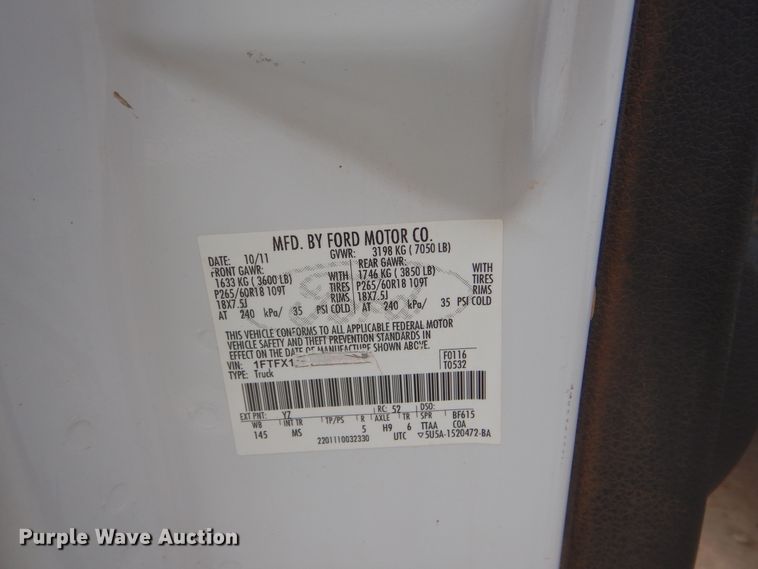 MFD. BY FORD MOTOR CO.
DATE: 10/11 GVWR: 3198 KG ( 7050 LB)
FRONT GAWR: REAR GAWR:
1633 KG ( 3600 LB) WITH 1746 KG ( 3850 LB) WITH
P265/60R18 109T TIRES P265/60R18 109T TIRES
18X7.5J RIMS 18X7.5J RIMS
AT 240 kPa/ 35 PSI COLD AT 240 kPa/ 35 PSI COLD
THIS VEHICLE CONFORMS TO ALL APPLICABLE FEDERAL MOTOR
VEHICLE SAFETY AND THEFT PREVENTION STANDARDS IN
EFFECT ON THE DATE OF MANUFACTURE SHOWN ABOVE.
VIN: 1FTFX1 F0116
TYPE: Truck T0532
EXT PNT: YZ RC: 52 DSO:
WB INT TR TP/PS R AXLE TR BF615
145 MS 5 H9 6 TTAA COA
2201110032330 UTC ▽5U5A-1520472-BA
Ford
Purple Wave Auction